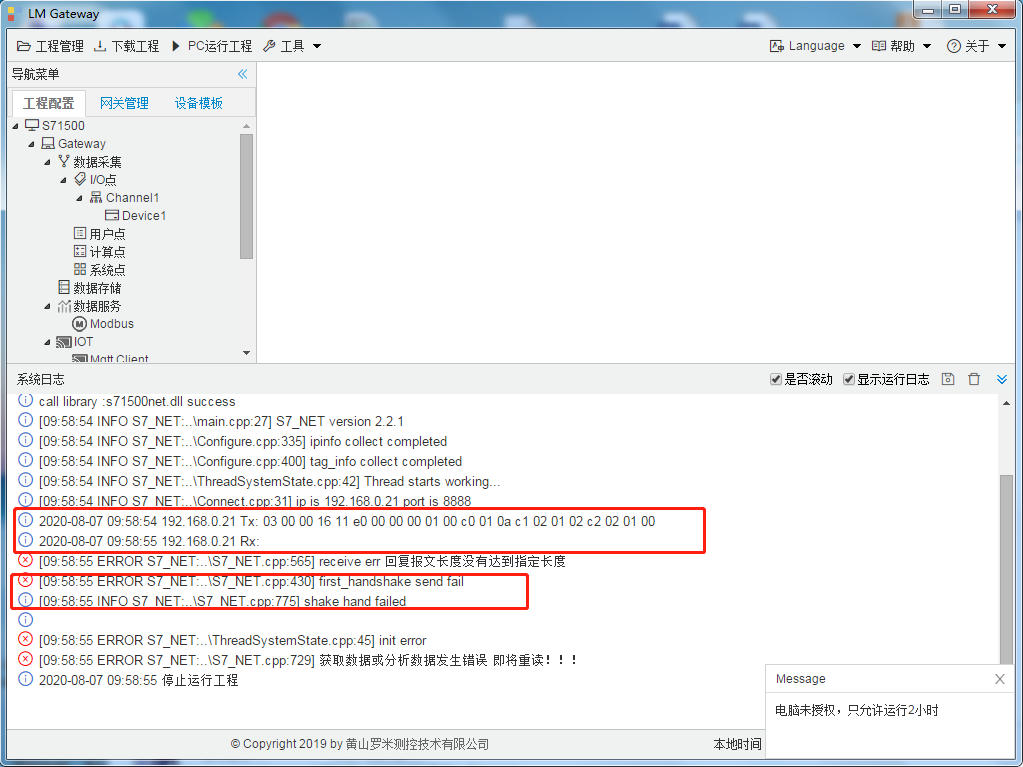 LM Gateway
工程管理 下载工程 PC运行工程 工具 Language 帮助 关于
导航菜单
工程配置 网关管理 设备模板
S71500
Gateway
数据采集
I/O点
Channel1
Device1
用户点
计算点
系统点
数据存储
数据服务
Modbus
IOT
Mqtt Client
系统日志 是否滚动 显示运行日志
call library :s71500net.dll success
[09:58:54 INFO S7_NET:..\main.cpp:27] S7_NET version 2.2.1
[09:58:54 INFO S7_NET:..\Configure.cpp:335] ipinfo collect completed
[09:58:54 INFO S7_NET:..\Configure.cpp:400] tag_info collect completed
[09:58:54 INFO S7_NET:..\ThreadSystemState.cpp:42] Thread starts working...
[09:58:54 INFO S7_NET:..\Connect.cpp:31] ip is 192.168.0.21 port is 8888
2020-08-07 09:58:54 192.168.0.21 Tx: 03 00 00 16 11 e0 00 00 00 01 00 c0 01 0a c1 02 01 02 c2 02 01 00
2020-08-07 09:58:55 192.168.0.21 Rx:
[09:58:55 ERROR S7_NET:..\S7_NET.cpp:565] receive err 回复报文长度没有达到指定长度
[09:58:55 ERROR S7_NET:..\S7_NET.cpp:430] first_handshake send fail
[09:58:55 INFO S7_NET:..\S7_NET.cpp:775] shake hand failed
[09:58:55 ERROR S7_NET:..\ThreadSystemState.cpp:45] init error
[09:58:55 ERROR S7_NET:..\S7_NET.cpp:729] 获取数据或分析数据发生错误 即将重读！！！
2020-08-07 09:58:55 停止运行工程
Message
电脑未授权，只允许运行2小时
© Copyright 2019 by 黄山罗米测控技术有限公司 本地时间